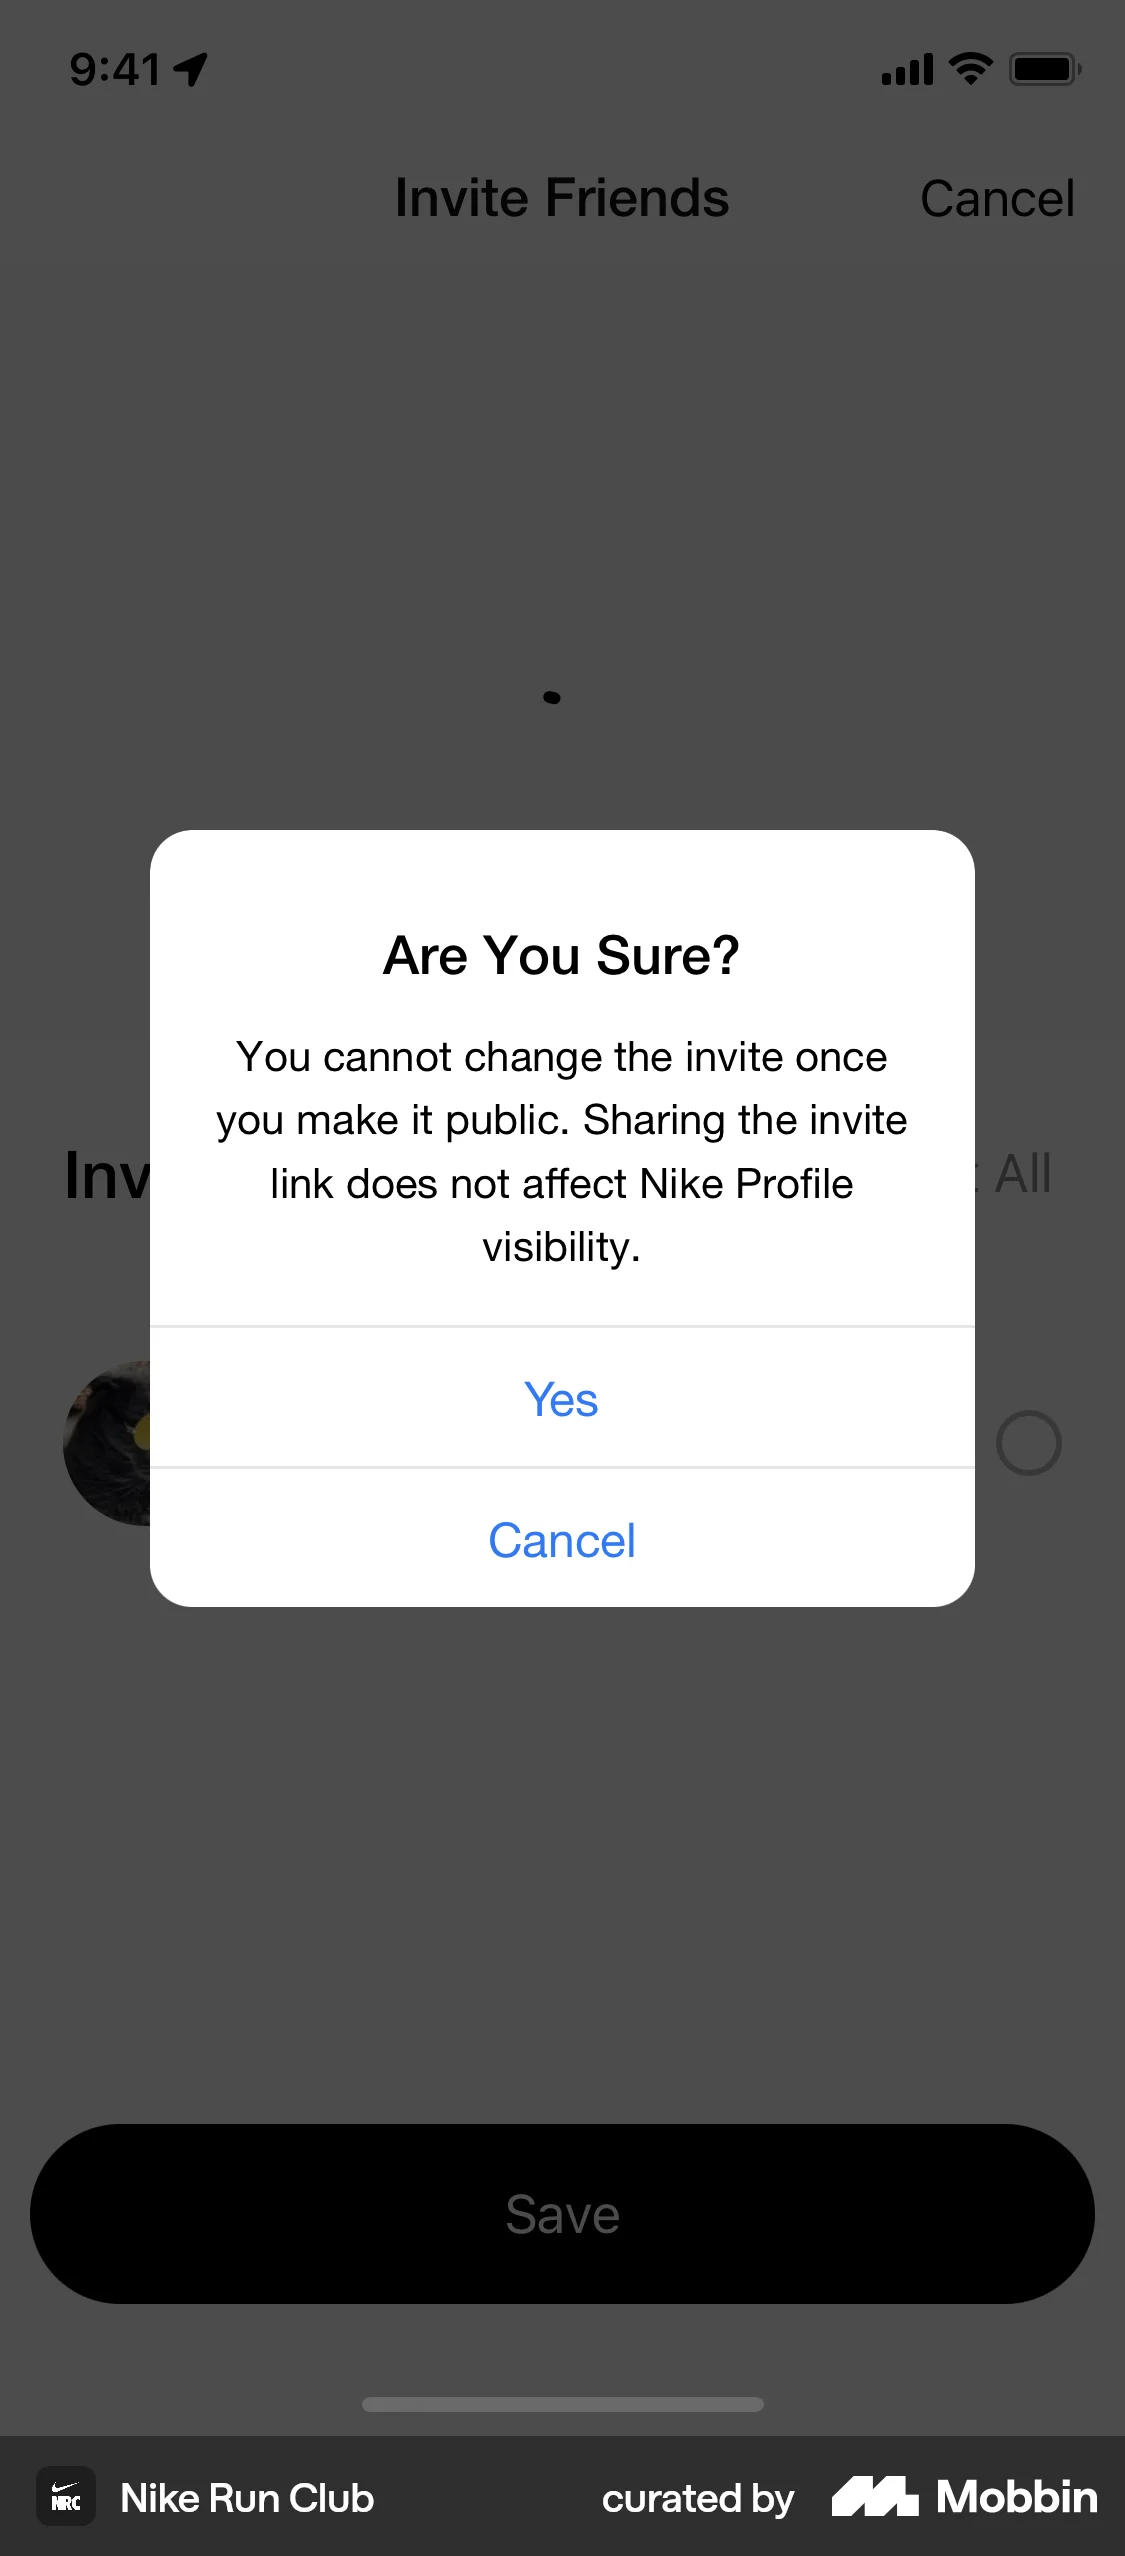 9:41
Invite Friends
Cancel
Are You Sure?
You cannot change the invite once
you make it public. Sharing the invite
link does not affect Nike Profile
visibility.
Inv
All
Yes
Cancel
Save
NRC
Nike Run Club
curated by
Mobbin